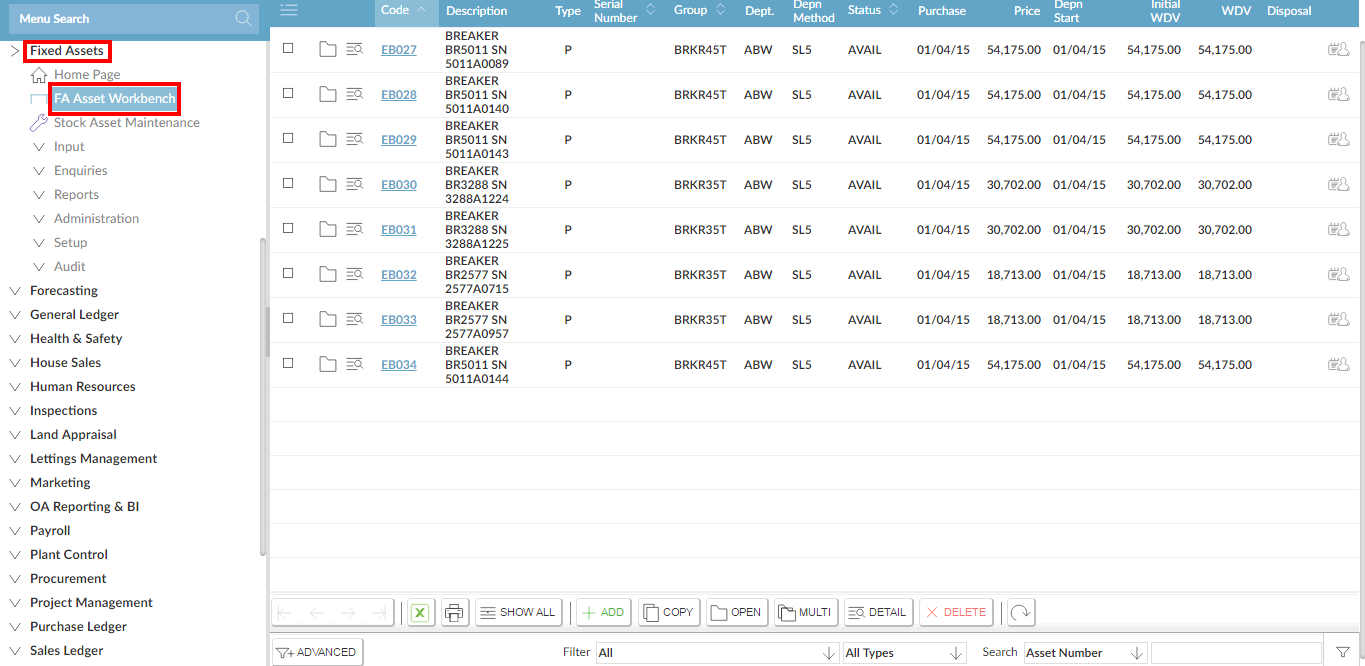 Menu Search
Fixed Assets
Home Page
FA Asset Workbench
Stock Asset Maintenance
Input
Enquiries
Reports
Administration
Setup
Audit
Forecasting
General Ledger
Health & Safety
House Sales
Human Resources
Inspections
Land Appraisal
Lettings Management
Marketing
OA Reporting & BI
Payroll
Plant Control
Procurement
Project Management
Purchase Ledger
Sales Ledger
Code Description Type Serial Number Group Dept. Depn Method Status Purchase Price Depn Start Initial WDV WDV Disposal
EB027 BREAKER BR5011 SN 5011A0089 P BRKR45T ABW SL5 AVAIL 01/04/15 54,175.00 01/04/15 54,175.00 54,175.00
EB028 BREAKER BR5011 SN 5011A0140 P BRKR45T ABW SL5 AVAIL 01/04/15 54,175.00 01/04/15 54,175.00 54,175.00
EB029 BREAKER BR5011 SN 5011A0143 P BRKR45T ABW SL5 AVAIL 01/04/15 54,175.00 01/04/15 54,175.00 54,175.00
EB030 BREAKER BR3288 SN 3288A1224 P BRKR35T ABW SL5 AVAIL 01/04/15 30,702.00 01/04/15 30,702.00 30,702.00
EB031 BREAKER BR3288 SN 3288A1225 P BRKR45T ABW SL5 AVAIL 01/04/15 30,702.00 01/04/15 30,702.00 30,702.00
EB032 BREAKER BR2577 SN 2577A0715 P BRKR35T ABW SL5 AVAIL 01/04/15 18,713.00 01/04/15 18,713.00 18,713.00
EB033 BREAKER BR2577 SN 2577A0957 P BRKR35T ABW SL5 AVAIL 01/04/15 18,713.00 01/04/15 18,713.00 18,713.00
EB034 BREAKER BR5011 SN 5011A0144 P BRKR45T ABW SL5 AVAIL 01/04/15 54,175.00 01/04/15 54,175.00 54,175.00
SHOW ALL ADD COPY OPEN MULTI DETAIL DELETE
ADVANCED Filter All All Types Search Asset Number